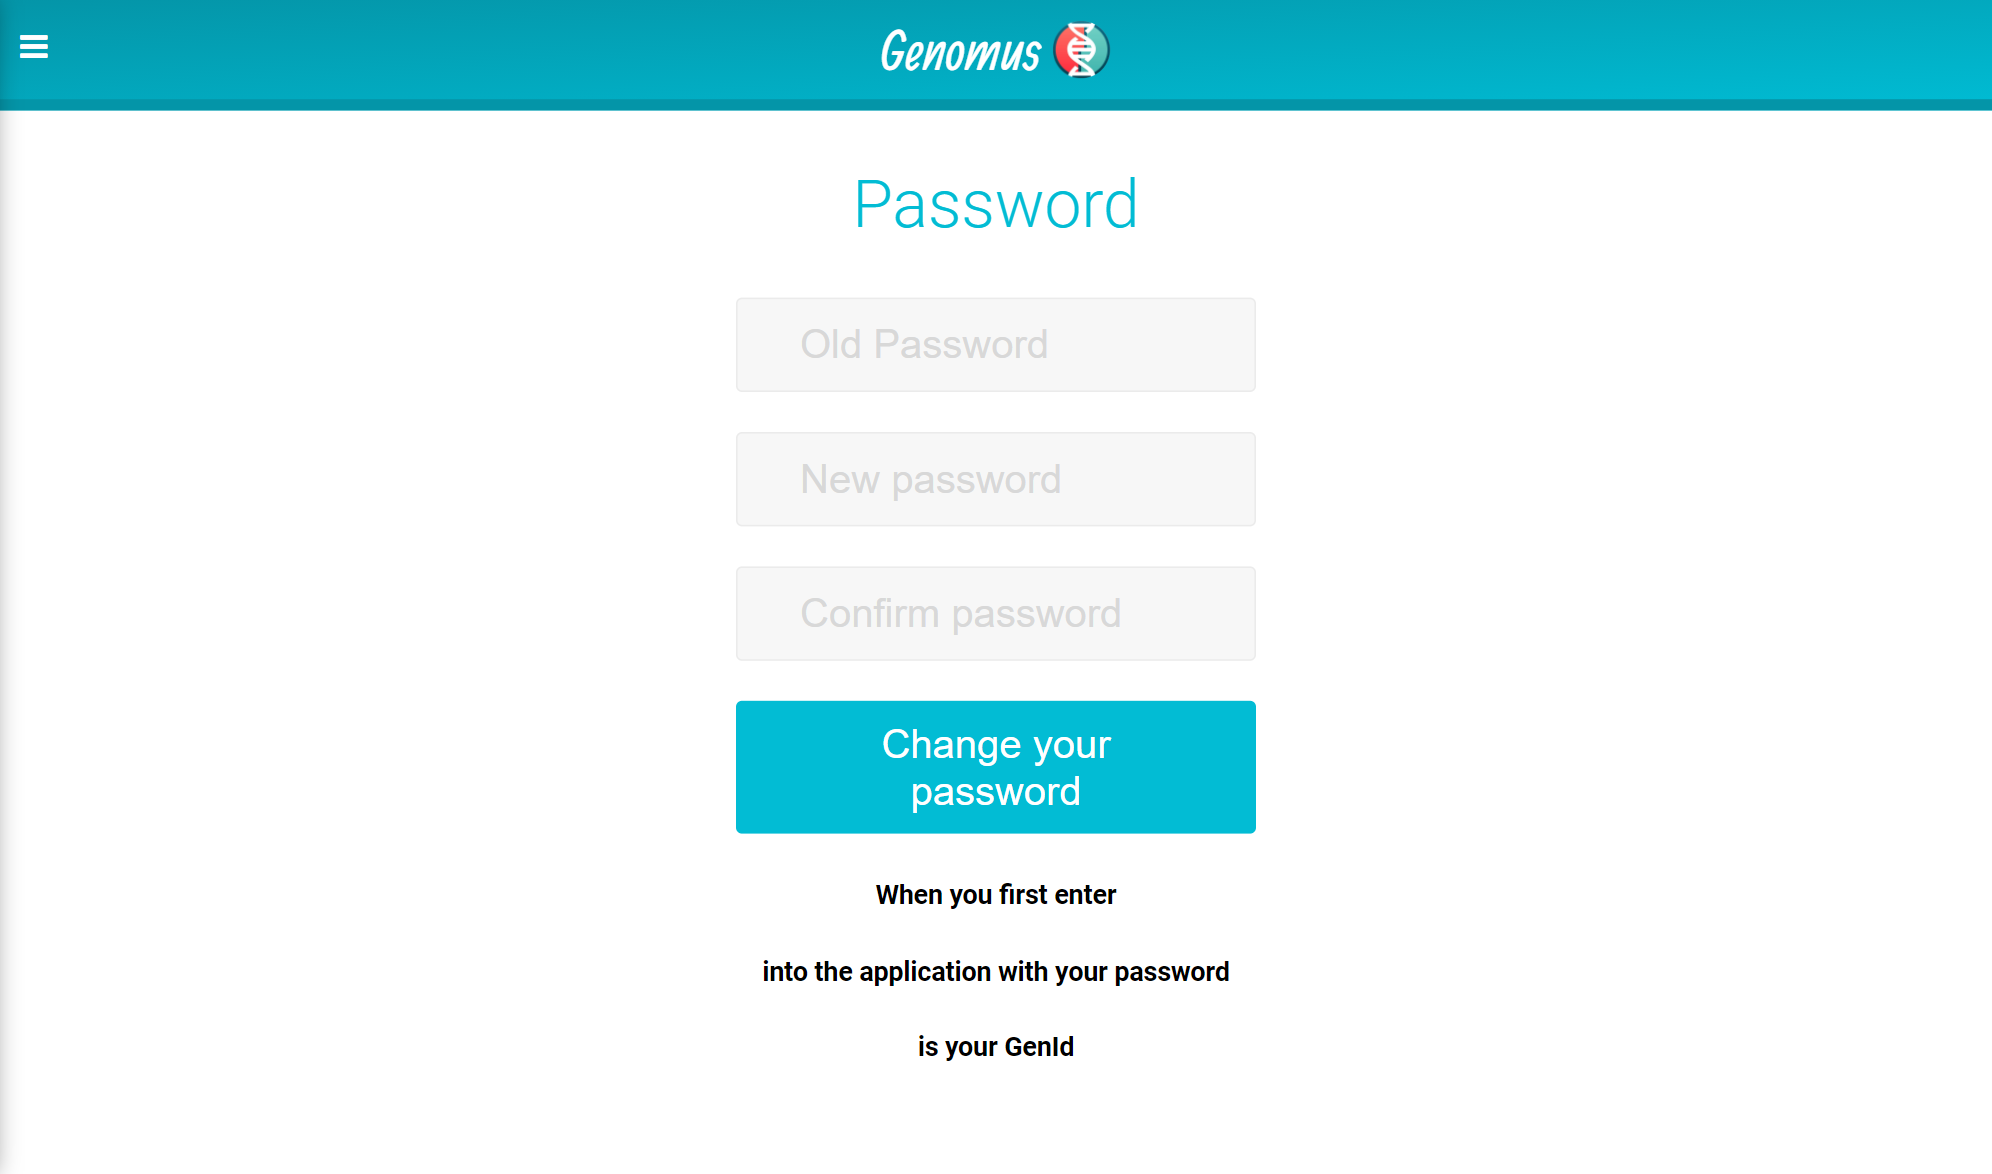 Genomus
Password
Old Password
New password
Confirm password
Change your
password
When you first enter
into the application with your password
is your GenId